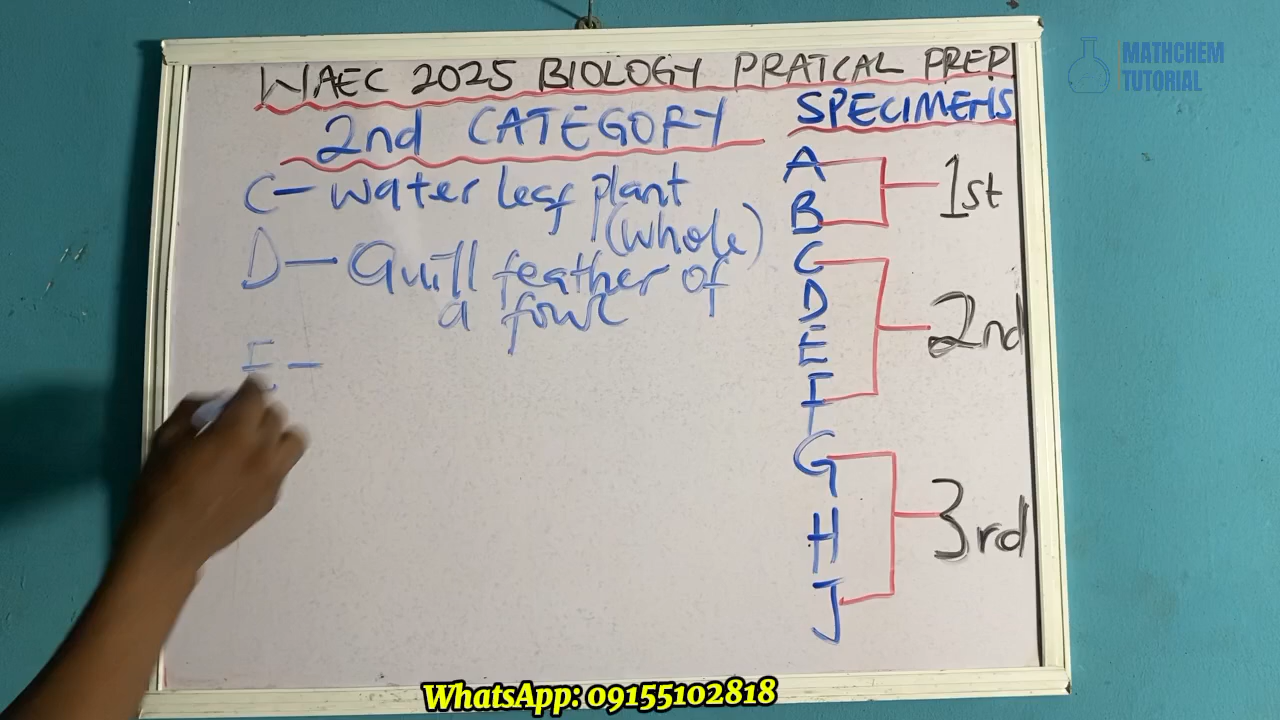 WAEC 2025 BIOLOGY PRATCAL PREP
2nd CATEGORY
C- water leaf plant
(whole)
D- Quill feather of
a fowl
E-
SPECIMENS
A
B
1st
C
D
E
F
2nd
G
H
J
3rd
MATHCHEM
TUTORIAL
WhatsApp: 09155102818